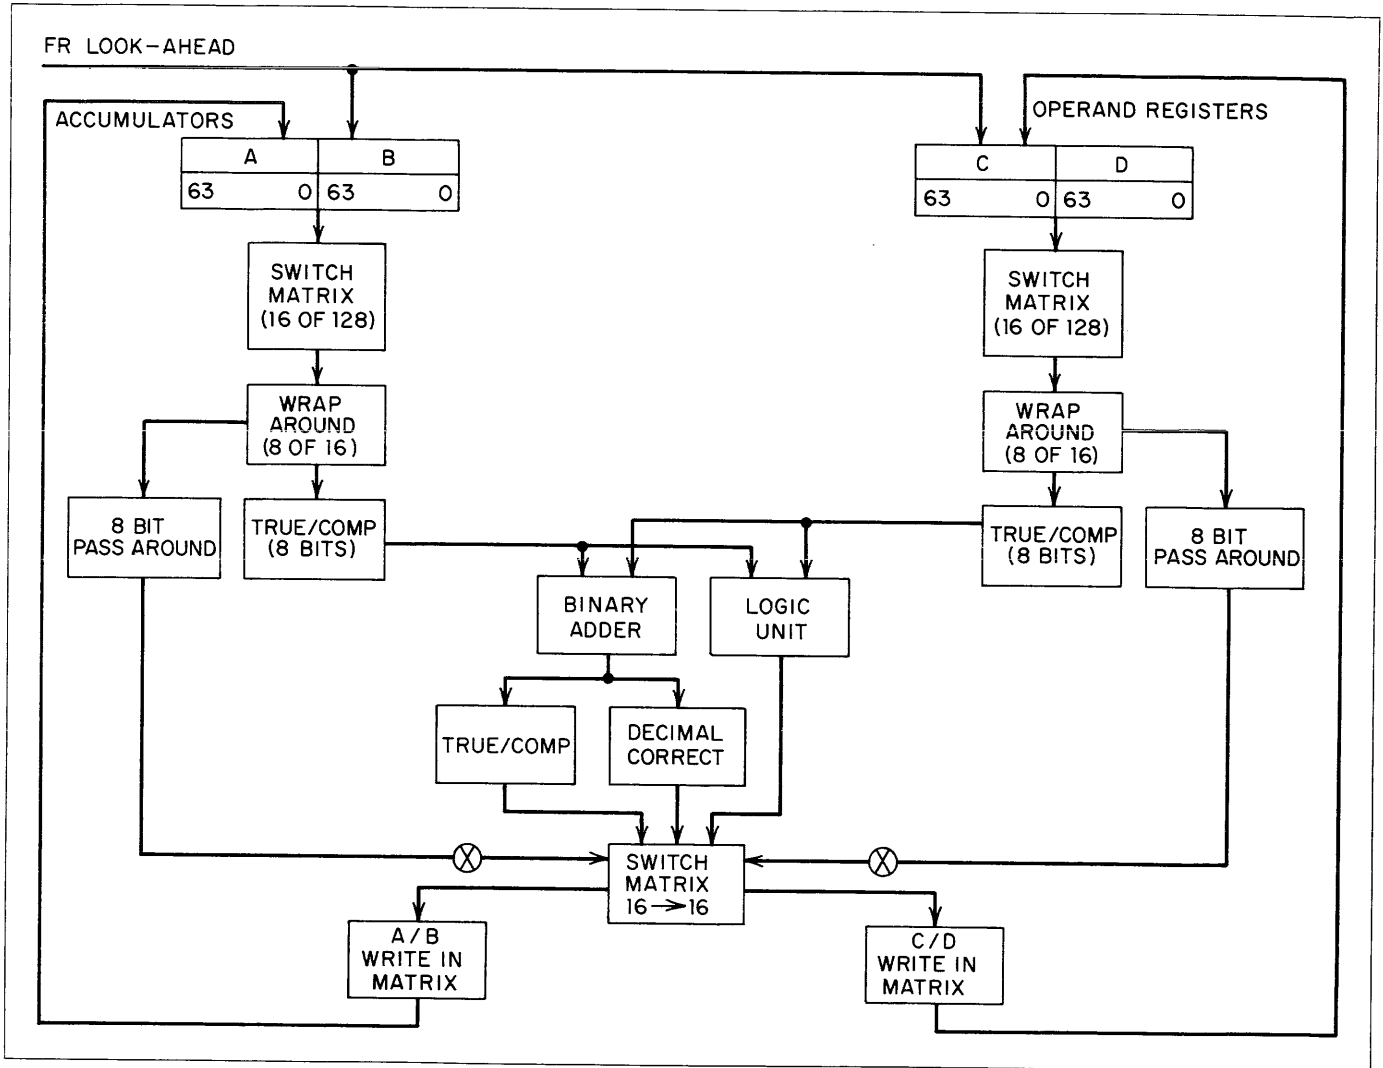 FR LOOK-AHEAD
ACCUMULATORS
OPERAND REGISTERS
A B
63 0 63 0
C D
63 0 63 0
SWITCH
MATRIX
(16 OF 128)
SWITCH
MATRIX
(16 OF 128)
WRAP
AROUND
(8 OF 16)
WRAP
AROUND
(8 OF 16)
8 BIT
PASS AROUND
TRUE/COMP
(8 BITS)
TRUE/COMP
(8 BITS)
8 BIT
PASS AROUND
BINARY
ADDER
LOGIC
UNIT
TRUE/COMP
DECIMAL
CORRECT
X
X
SWITCH
MATRIX
16→16
A/B
WRITE IN
MATRIX
C/D
WRITE IN
MATRIX